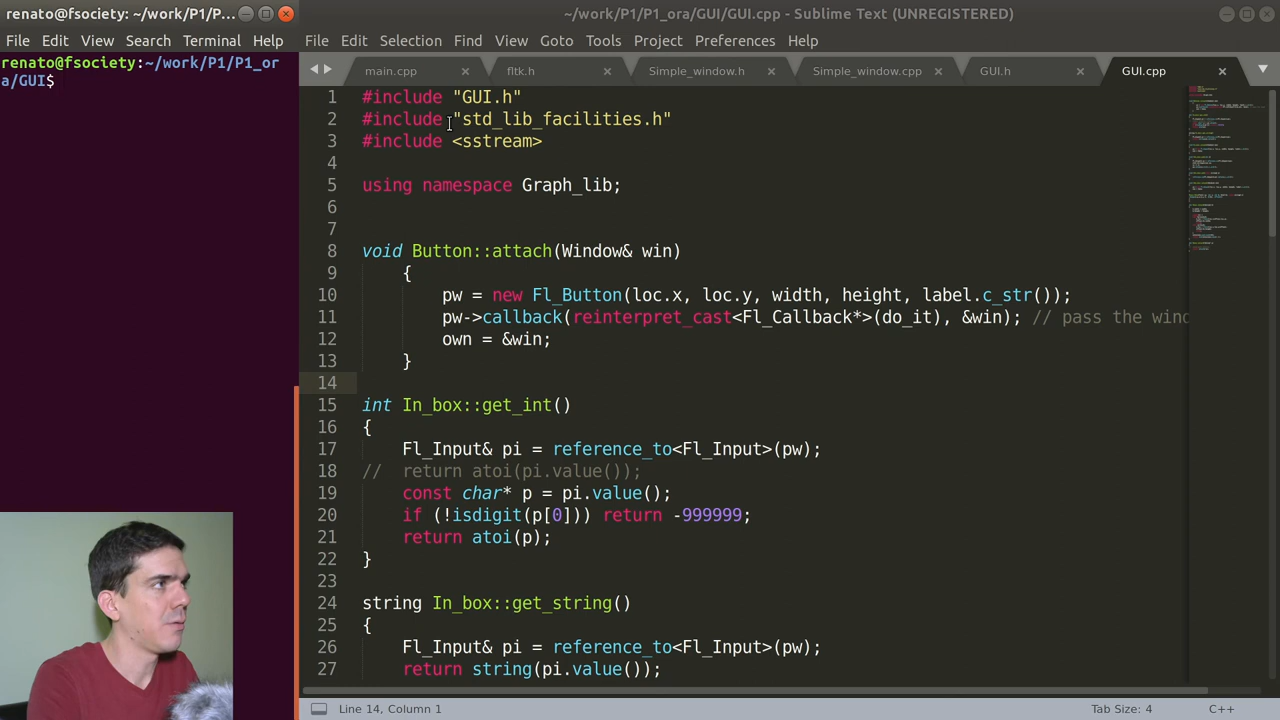 renato@fsociety: ~/work/P1/P...
File Edit View Search Terminal Help
renato@fsociety:~/work/P1/P1_or
a/GUI$
~/work/P1/P1_ora/GUI/GUI.cpp - Sublime Text (UNREGISTERED)
File Edit Selection Find View Goto Tools Project Preferences Help
main.cpp fltk.h Simple_window.h Simple_window.cpp GUI.h GUI.cpp
1 #include "GUI.h"
2 #include "std_lib_facilities.h"
3 #include <sstream>
4
5 using namespace Graph_lib;
6
7
8 void Button::attach(Window& win)
9 {
10 pw = new Fl_Button(loc.x, loc.y, width, height, label.c_str());
11 pw->callback(reinterpret_cast<Fl_Callback*>(do_it), &win); // pass the wind
12 own = &win;
13 }
14
15 int In_box::get_int()
16 {
17 Fl_Input& pi = reference_to<Fl_Input>(pw);
18 // return atoi(pi.value());
19 const char* p = pi.value();
20 if (!isdigit(p[0])) return -999999;
21 return atoi(p);
22 }
23
24 string In_box::get_string()
25 {
26 Fl_Input& pi = reference_to<Fl_Input>(pw);
27 return string(pi.value());
Line 14, Column 1
Tab Size: 4
C++